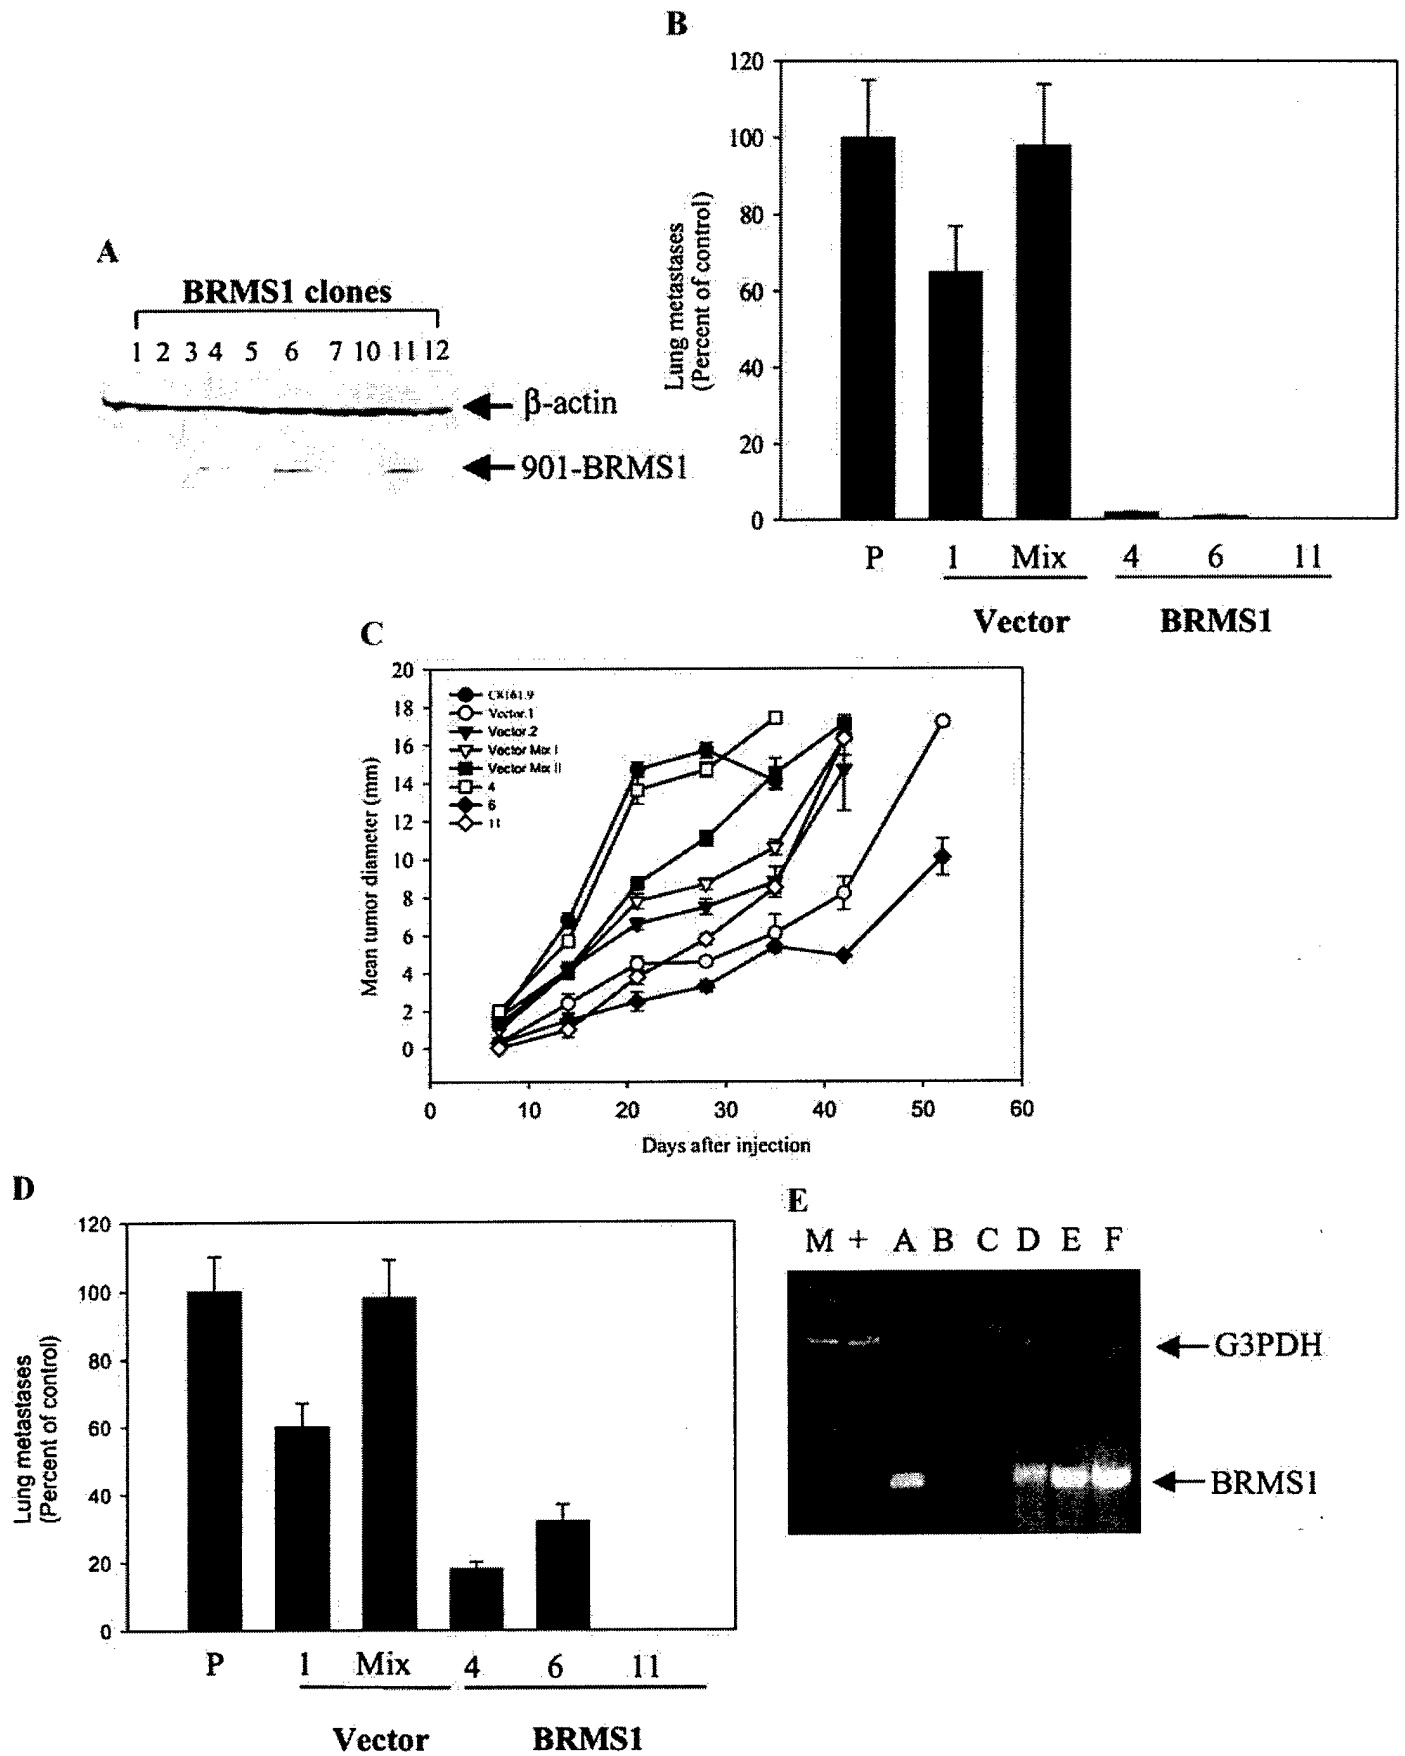 A
BRMS1 clones
1 2 3 4 5 6 7 10 11 12
β-actin
901-BRMS1
B
Lung metastases
(Percent of control)
120
100
80
60
40
20
0
P 1 Mix 4 6 11
Vector BRMS1
C
Mean tumor diameter (mm)
20
18
16
14
12
10
8
6
4
2
0
CK161.9
Vector.1
Vector.2
Vector Mix I
Vector Mix II
4
6
11
0 10 20 30 40 50 60
Days after injection
D
Lung metastases
(Percent of control)
120
100
80
60
40
20
0
P 1 Mix 4 6 11
Vector BRMS1
E
M + A B C D E F
G3PDH
BRMS1